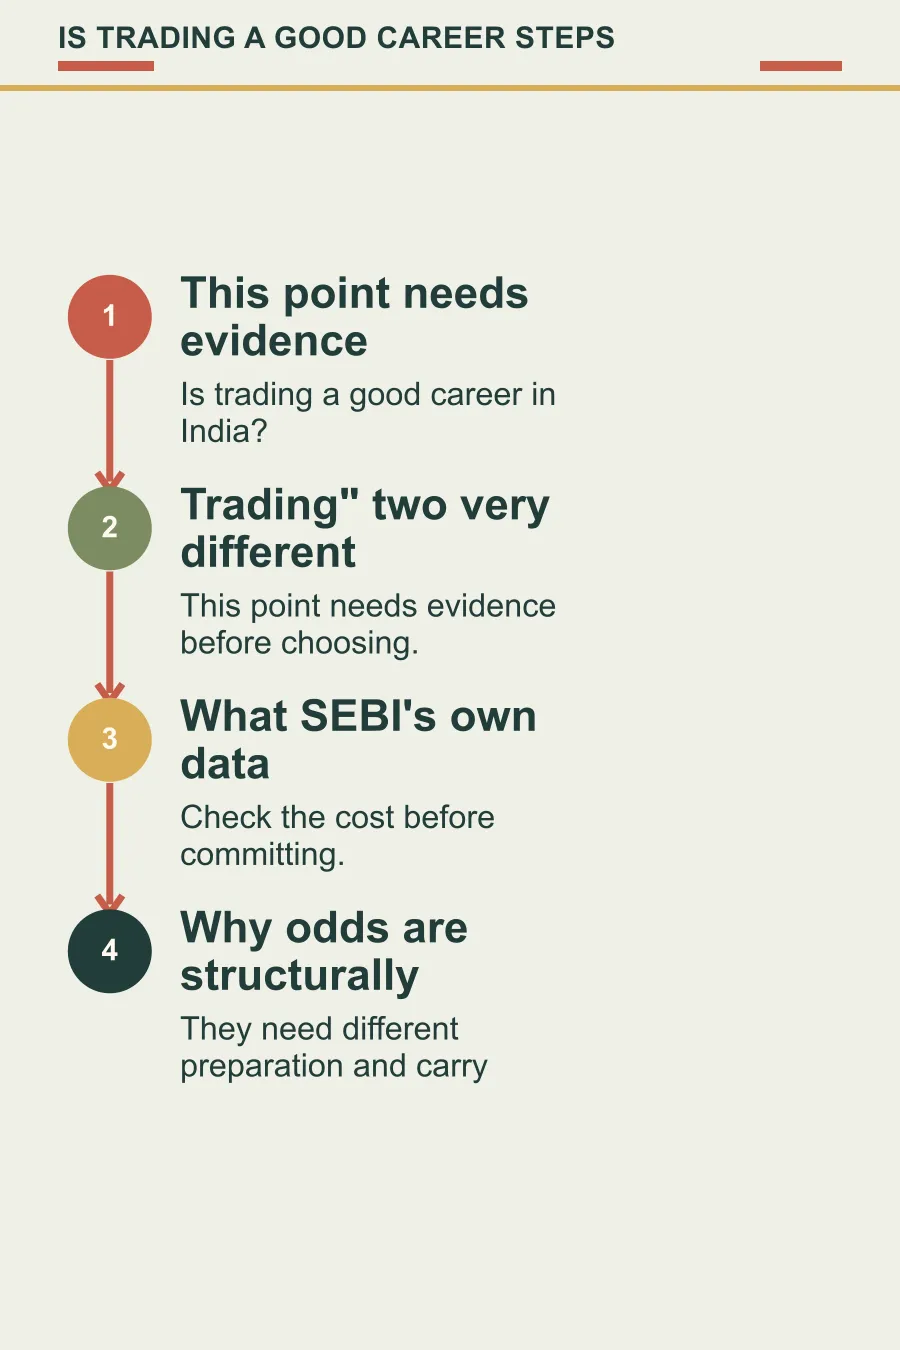 IS TRADING A GOOD CAREER STEPS
1
This point needs
evidence
Is trading a good career in
India?
2
Trading" two very
different
This point needs evidence
before choosing.
3
What SEBI's own
data
Check the cost before
committing.
4
Why odds are
structurally
They need different
preparation and carry